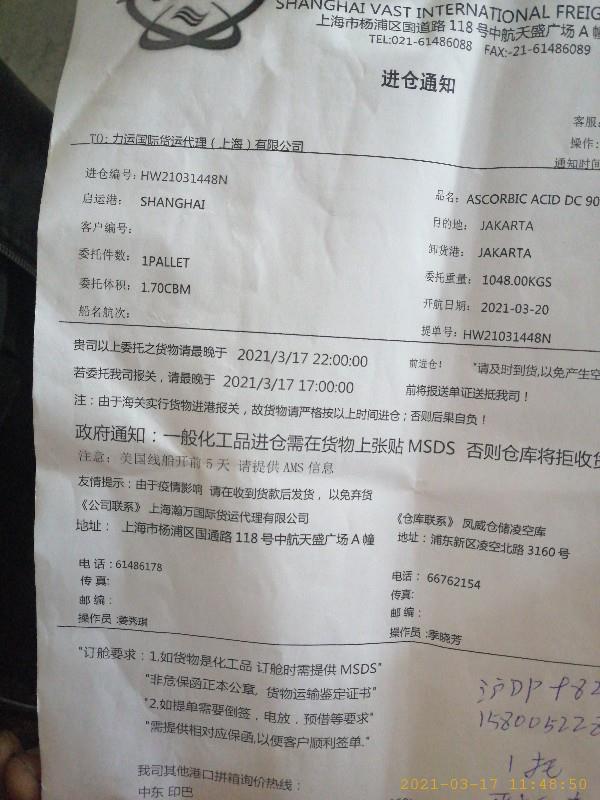 SHANGHAI VAST INTERNATIONAL FREIG
上海市杨浦区国道路 118 号中航天盛广场 A 幢
TEL:021-61486088 FAX:-21-61486089
进仓通知
客服
操作:
TO: 力运国际货运代理(上海)有限公司
通知时间
进仓编号: HW21031448N
品名: ASCORBIC ACID DC 90
启运港: SHANGHAI
目的地: JAKARTA
客户编号:
卸货港: JAKARTA
委托件数: 1PALLET
委托重量: 1048.00KGS
委托体积: 1.70CBM
开航日期: 2021-03-20
船名航次:
提单号: HW21031448N
贵司以上委托之货物请最晚于 2021/3/17 22:00:00 前进仓! "请及时到货,以免产生空
若委托我司报关,请最晚于 2021/3/17 17:00:00 前将报送单证送抵我司!
注:由于海关实行货物进港报关,故货物请严格按以上时间进仓;否则后果自负!
政府通知:一般化工品进仓需在货物上张贴 MSDS 否则仓库将拒收货
注意:美国线船开前 5 天 请提供 AMS 信息
友情提示:由于疫情影响 请在收到货款后发货,以免弃货
《公司联系》上海瀚万国际货运代理有限公司
《仓库联系》 凤威仓储凌空库
地址: 上海市杨浦区国通路 118 号中航天盛广场 A 幢
地址:浦东新区凌空北路 3160 号
电话:61486178
电话: 66762154
传真:
传真:
邮编:
邮编:
操作员:姜秀琪
操作员:季晓芳
"订舱要求:1.如货物是化工品 订舱时需提供 MSDS"
"非危保函正本公章, 货物运输鉴定证书"
"2.如提单需要倒签,电放,预借等要求"
"需提供相对应保函,以便客户顺利签单."
沪DP
15800522
1托
我司其他港口拼箱询价热线:
中东 印巴
2021-03-17 11:48:50